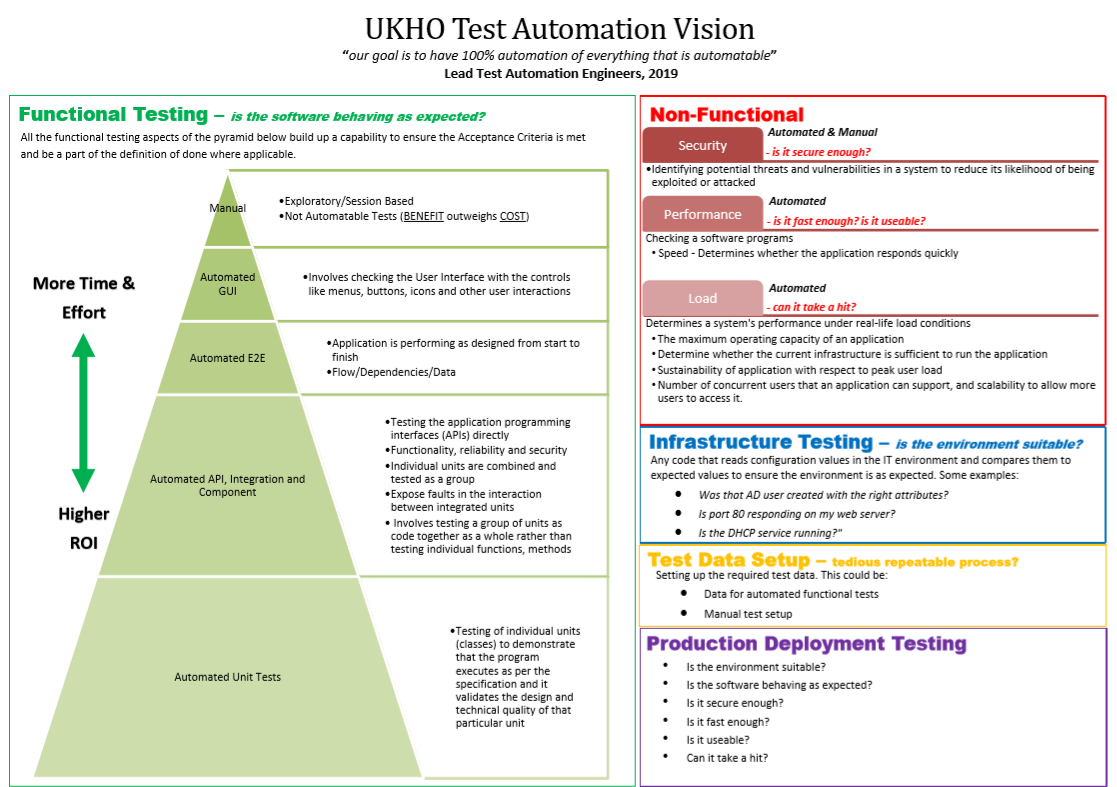 UKHO Test Automation Vision
“our goal is to have 100% automation of everything that is automatable”
Lead Test Automation Engineers, 2019
Functional Testing – is the software behaving as expected?
All the functional testing aspects of the pyramid below build up a capability to ensure the Acceptance Criteria is met
and be a part of the definition of done where applicable.
Manual
•Exploratory/Session Based
•Not Automatable Tests (BENEFIT outweighs COST)
More Time &
Effort
Higher
ROI
Automated
GUI
•Involves checking the User Interface with the controls
like menus, buttons, icons and other user interactions
Automated E2E
•Application is performing as designed from start to
finish
•Flow/Dependencies/Data
Automated API, Integration and
Component
•Testing the application programming
interfaces (APIs) directly
•Functionality, reliability and security
•Individual units are combined and
tested as a group
•Expose faults in the interaction
between integrated units
• Involves testing a group of units as
code together as a whole rather than
testing individual functions, methods
Automated Unit Tests
•Testing of individual units
(classes) to demonstrate
that the program
executes as per the
specification and it
validates the design and
technical quality of that
particular unit
Non-Functional
Security
Automated & Manual
- is it secure enough?
•Identifying potential threats and vulnerabilities in a system to reduce its likelihood of being
exploited or attacked
Performance
Automated
- is it fast enough? is it useable?
Checking a software programs
• Speed - Determines whether the application responds quickly
Load
Automated
- can it take a hit?
Determines a system's performance under real-life load conditions
•The maximum operating capacity of an application
•Determine whether the current infrastructure is sufficient to run the application
•Sustainability of application with respect to peak user load
•Number of concurrent users that an application can support, and scalability to allow more
users to access it.
Infrastructure Testing – is the environment suitable?
Any code that reads configuration values in the IT environment and compares them to
expected values to ensure the environment is as expected. Some examples:
• Was that AD user created with the right attributes?
• Is port 80 responding on my web server?
• Is the DHCP service running?"
Test Data Setup – tedious repeatable process?
Setting up the required test data. This could be:
• Data for automated functional tests
• Manual test setup
Production Deployment Testing
• Is the environment suitable?
• Is the software behaving as expected?
• Is it secure enough?
• Is it fast enough?
• Is it useable?
• Can it take a hit?